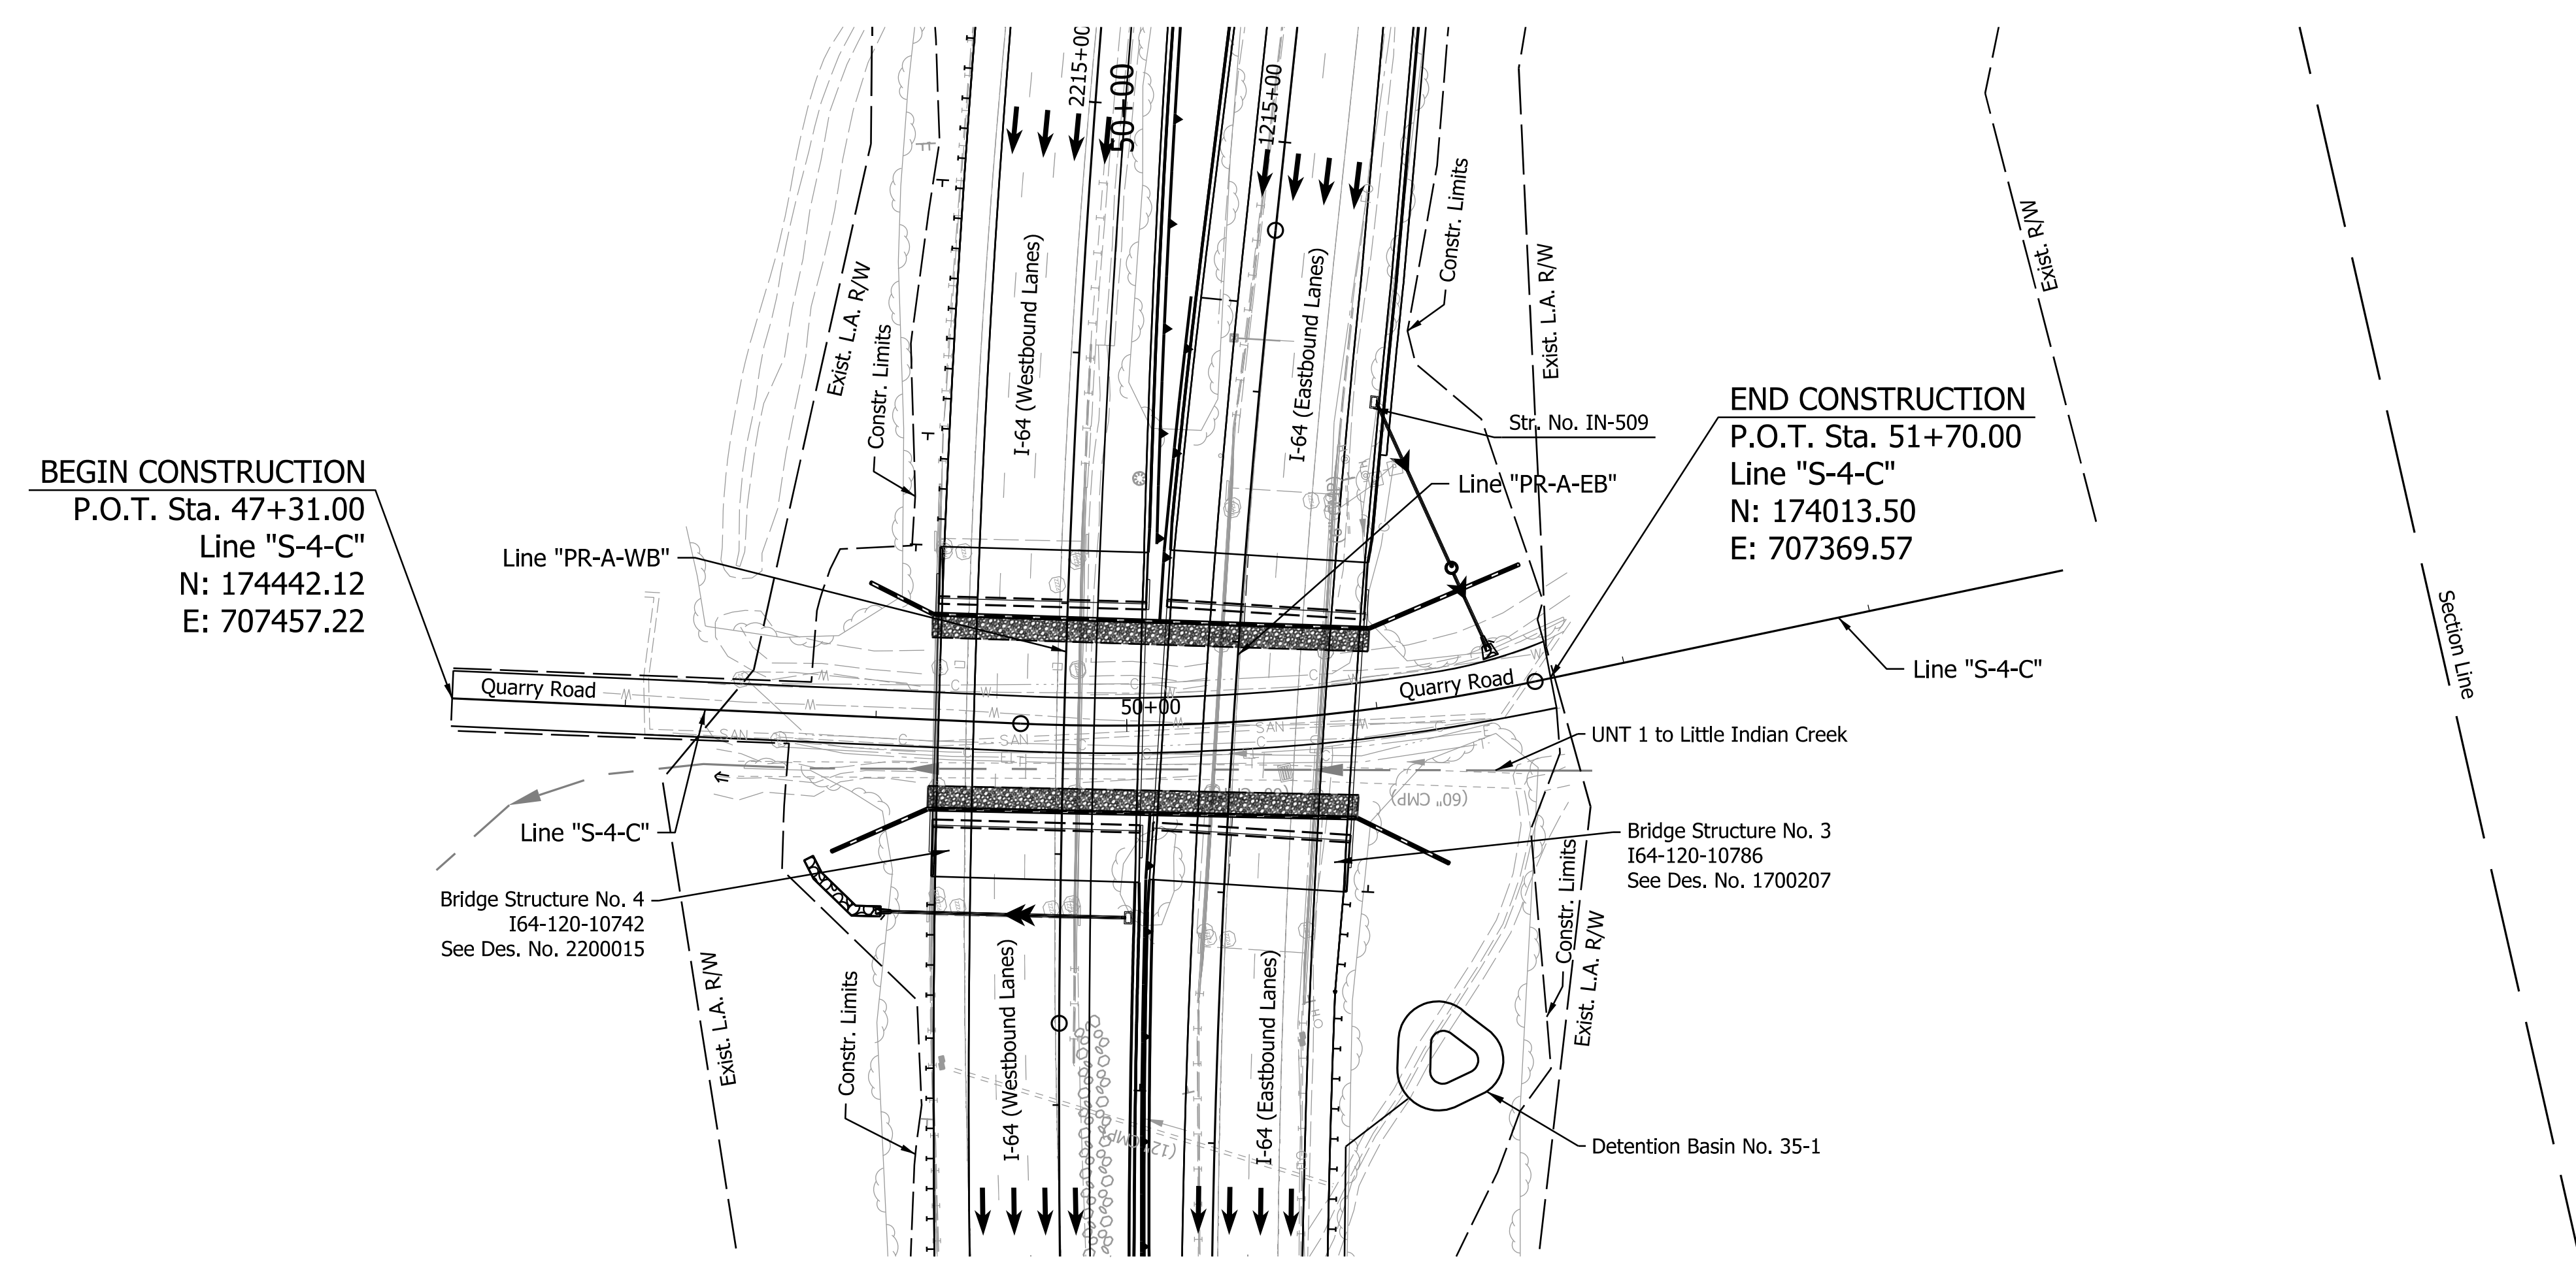 2215+00
50+00
1215+00
Constr. Limits
Exist. R/W
I-64 (Westbound Lanes)
Exist. L.A. R/W
I-64 (Eastbound Lanes)
Exist. L.A. R/W
Constr. Limits
END CONSTRUCTION
P.O.T. Sta. 51+70.00
Line "S-4-C"
N: 174013.50
E: 707369.57
Str. No. IN-509
BEGIN CONSTRUCTION
P.O.T. Sta. 47+31.00
Line "S-4-C"
N: 174442.12
E: 707457.22
Line "PR-A-EB"
Line "PR-A-WB"
Section Line
Line "S-4-C"
Quarry Road
Quarry Road
50+00
W
W
W
W
W
W
W
C
C
C
C
SAN
SAN
SAN
UNT 1 to Little Indian Creek
(60" CMP)
Line "S-4-C"
Bridge Structure No. 3
I64-120-10786
See Des. No. 1700207
Bridge Structure No. 4
I64-120-10742
See Des. No. 2200015
Constr. Limits
Exist. L.A. R/W
Exist. L.A. R/W
Constr. Limits
I-64 (Westbound Lanes)
I-64 (Eastbound Lanes)
(12" CMP)
Detention Basin No. 35-1